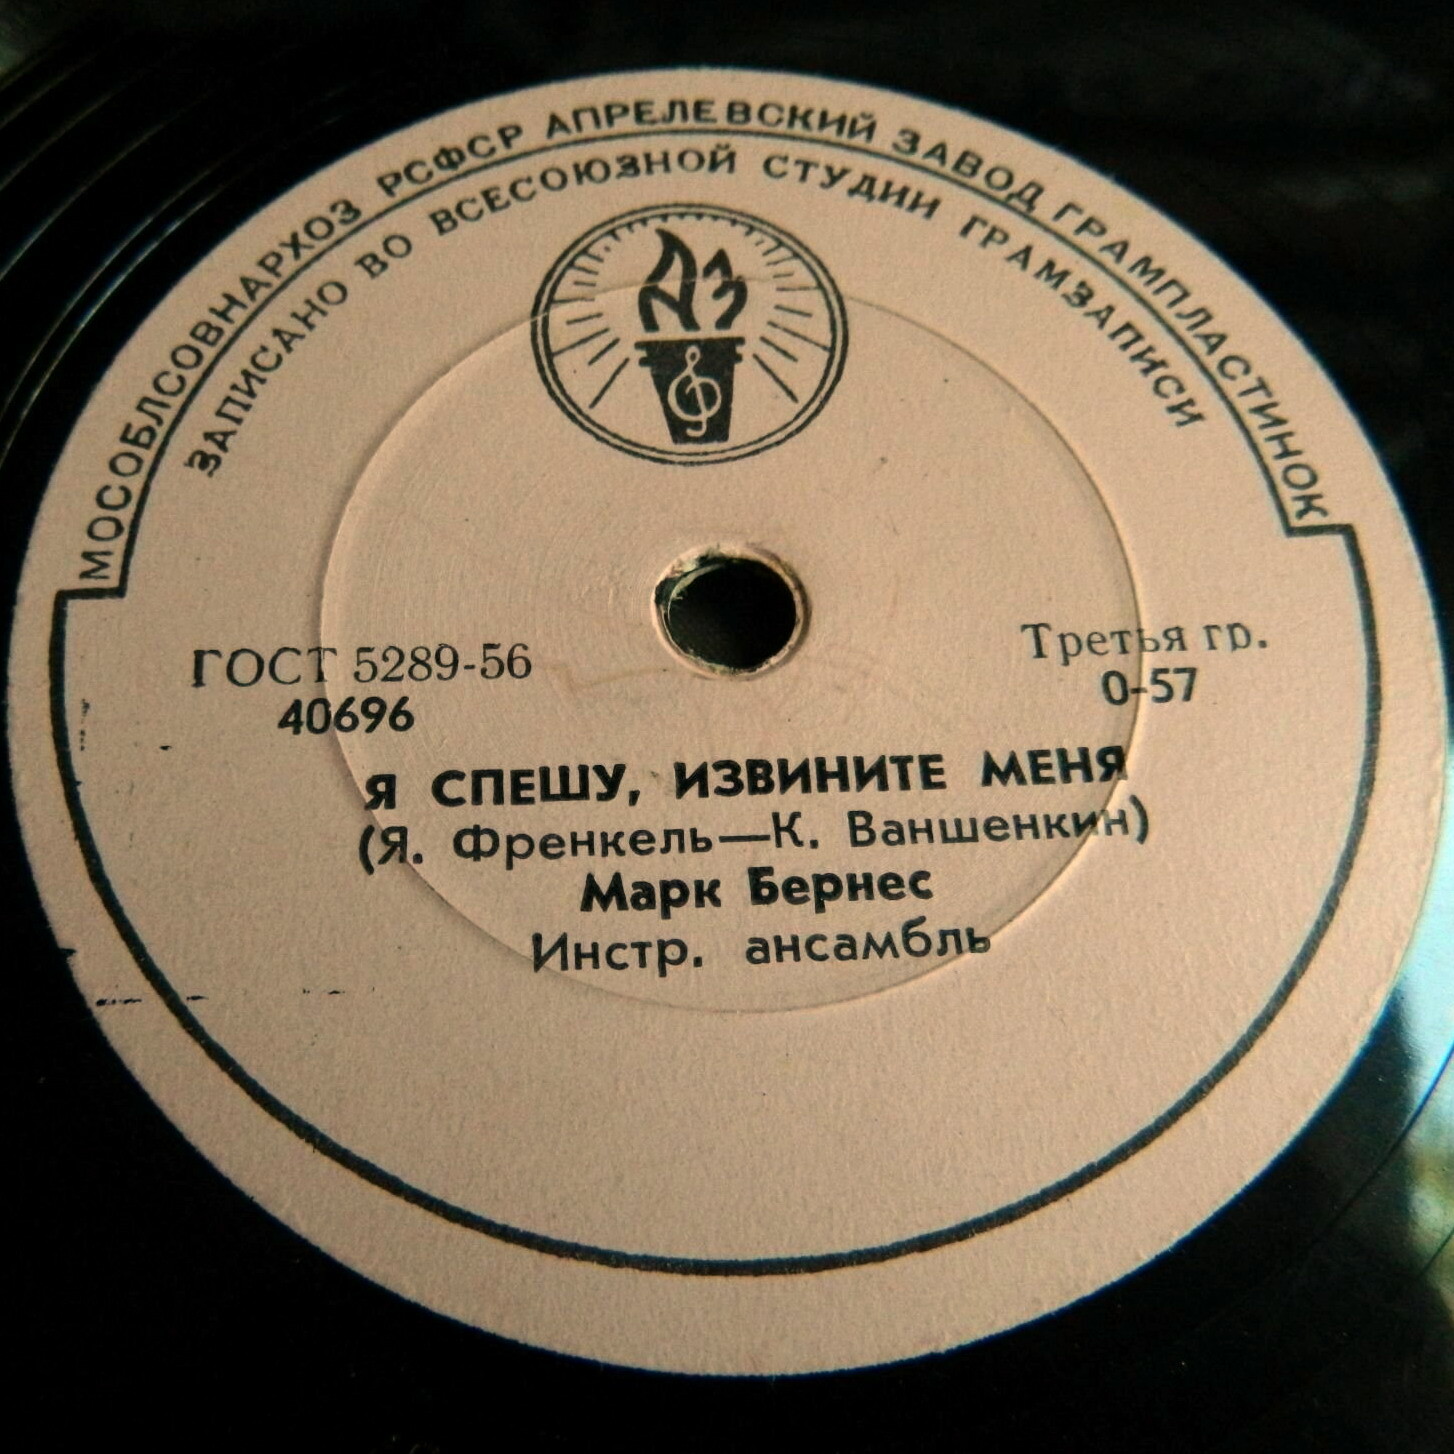 МОСОБЛСОВНАРХОЗ РСФСР АПРЕЛЕВСКИЙ ЗАВОД ГРАМПЛАСТИНОК
ЗАПИСАНО ВО ВСЕСОЮЗНОЙ СТУДИИ ГРАМЗАПИСИ
АЗ
ГОСТ 5289-56
40696
Третья гр.
0-57
Я СПЕШУ, ИЗВИНИТЕ МЕНЯ
(Я. Френкель—К. Ваншенкин)
Марк Бернес
Инстр. ансамбль